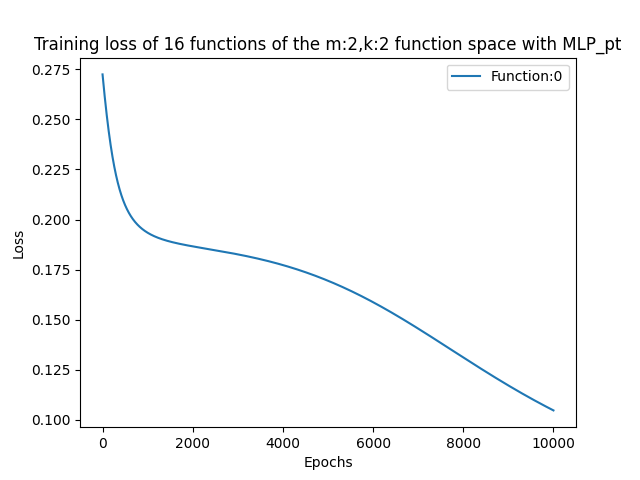 Training loss of 16 functions of the m:2,k:2 function space with MLP_pt
Function:0
0.275
0.250
0.225
0.200
0.175
0.150
0.125
0.100
Loss
0 2000 4000 6000 8000 10000
Epochs